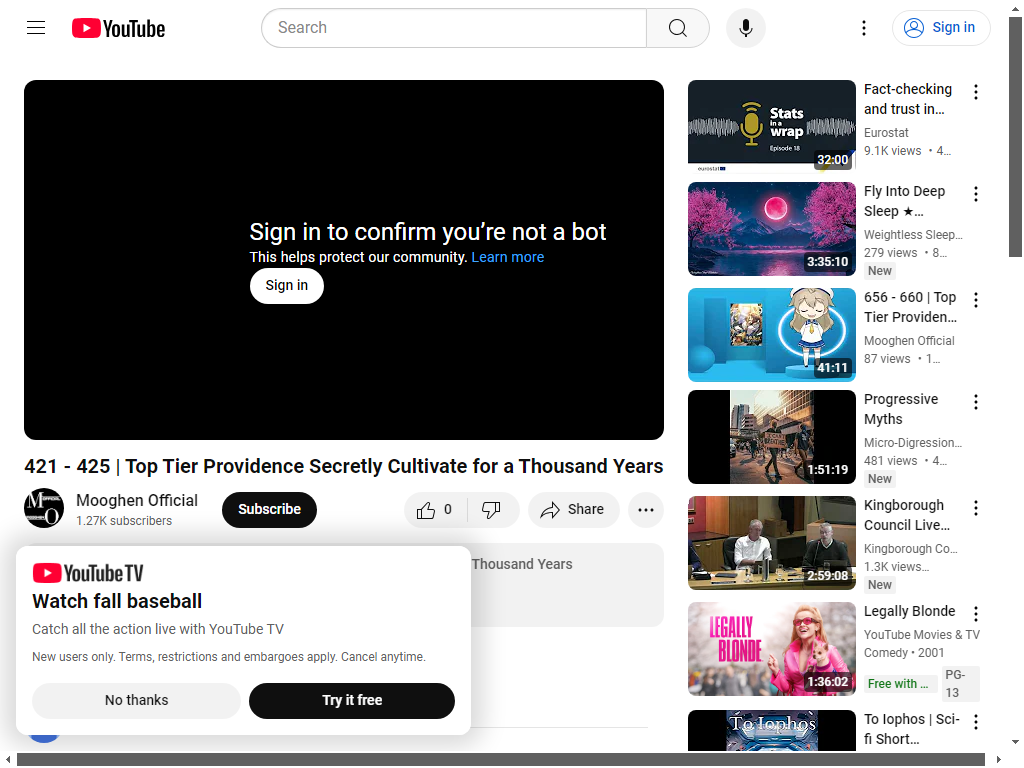 YouTube
Search
Sign in
Sign in to confirm you’re not a bot
This helps protect our community. Learn more
Sign in
421 - 425 | Top Tier Providence Secretly Cultivate for a Thousand Years
Mooghen Official
1.27K subscribers
Subscribe
0
Share
Thousand Years
YouTube TV
Watch fall baseball
Catch all the action live with YouTube TV
New users only. Terms, restrictions and embargoes apply. Cancel anytime.
No thanks
Try it free
Stats
in a
wrap
Episode 18
eurostat
32:00
Fact-checking
and trust in…
Eurostat
9.1K views • 4…
3:35:10
Fly Into Deep
Sleep ★…
Weightless Sleep…
279 views • 8…
New
41:11
656 - 660 | Top
Tier Providen…
Mooghen Official
87 views • 1…
1:51:19
Progressive
Myths
Micro-Digression…
481 views • 4…
New
2:59:08
Kingborough
Council Live…
Kingborough Co…
1.3K views…
New
LEGALLY
BLONDE
1:36:02
Legally Blonde
YouTube Movies & TV
Comedy • 2001
Free with ...
PG-
13
To Iophos
To Iophos | Sci-
fi Short…